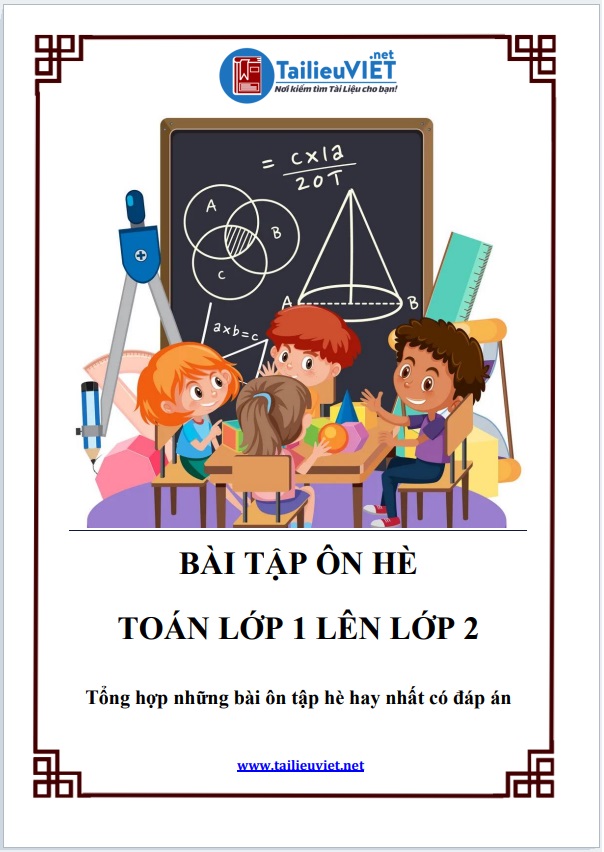 TailieuVIET.net
Nơi kiếm tìm Tài Liệu cho bạn!
= cx1a
20T
A
B
C
A B
axb=c
BÀI TẬP ÔN HÈ
TOÁN LỚP 1 LÊN LỚP 2
Tổng hợp những bài ôn tập hè hay nhất có đáp án
www.tailieuviet.net